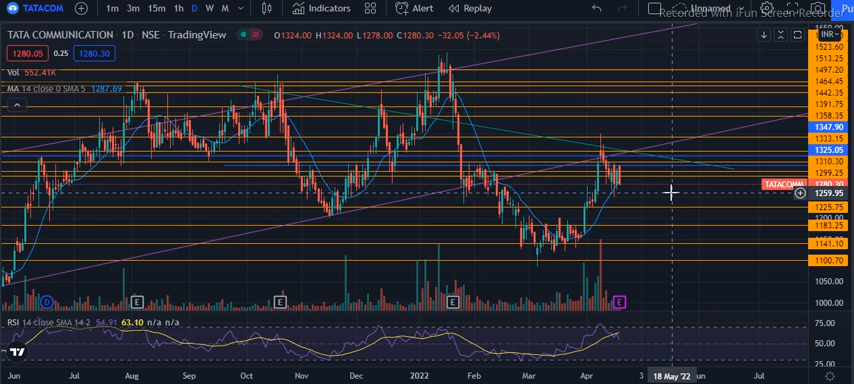 TATACOM 1m 3m 15m 1h D W M Indicators Alert Replay Unnamed Pu
Recorded with iFun Screen Recorder
TATA COMMUNICATION · 1D · NSE · TradingView O1324.00 H1324.00 L1278.00 C1280.30 −32.05 (−2.44%) INR
1280.05 0.25 1280.30
Vol 552.41K
MA 14 close 0 SMA 5 1287.69
1523.60
1513.25
1497.20
1464.45
1442.35
1391.75
1358.35
1347.90
1333.15
1325.05
1310.30
1299.25
TATACOMM 1280.30
1259.95
1225.75
1200.00
1183.25
1141.10
1100.70
1050.00
1000.00
D E E E E
RSI 14 close SMA 14 2 54.91 63.10 n/a n/a
75.00
50.00
25.00
Jun Jul Aug Sep Oct Nov Dec 2022 Feb Mar Apr 3 18 May '22 un Jul